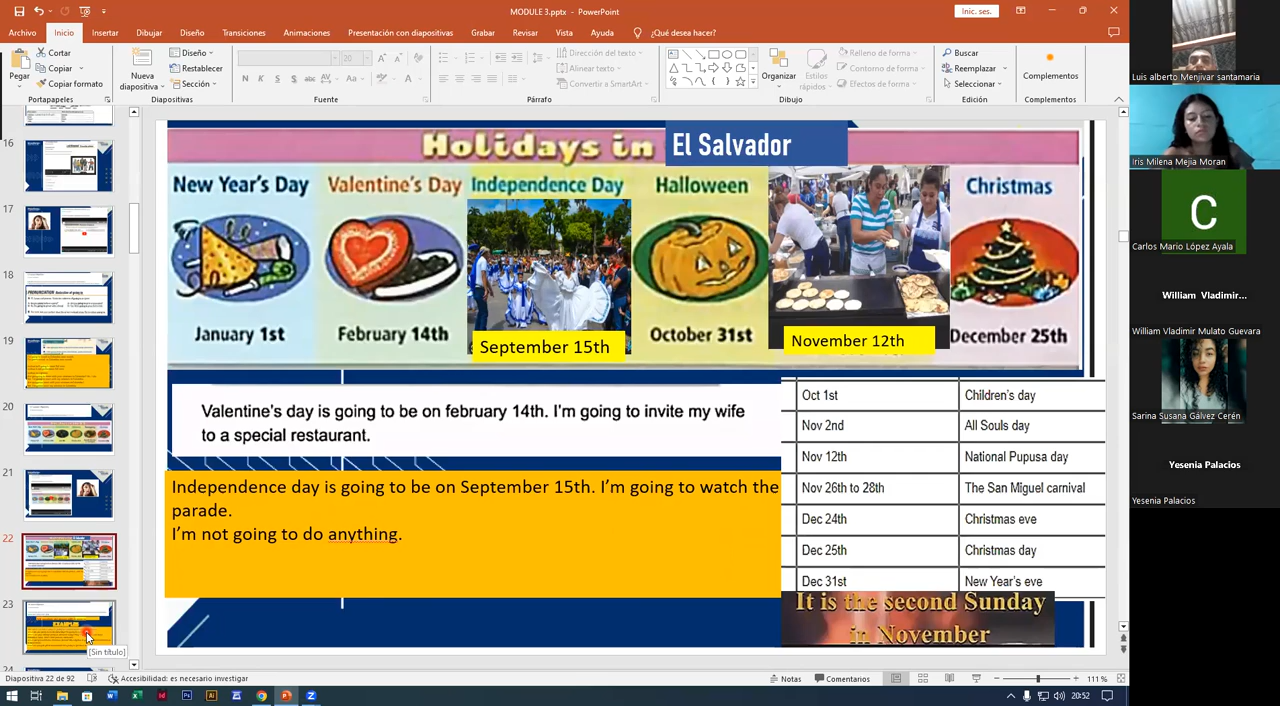 MODULE 3.pptx - PowerPoint
Inic. ses.
Archivo Inicio Insertar Dibujar Diseño Transiciones Animaciones Presentación con diapositivas Grabar Revisar Vista Ayuda ¿Qué desea hacer?
Pegar
Cortar
Copiar
Copiar formato
Portapapeles
Nueva diapositiva
Diseño
Restablecer
Sección
Diapositivas
20
N K S S abc AV Aa A
Fuente
Párrafo
Dirección del texto
Alinear texto
Convertir a SmartArt
Organizar
Estilos rápidos
Relleno de forma
Contorno de forma
Efectos de forma
Dibujo
Buscar
Reemplazar
Seleccionar
Edición
Complementos
Complementos
16
17
18
19
20
21
22
23
24
[Sin título]
Holidays in El Salvador
New Year's Day Valentine's Day Independence Day Halloween Christmas
January 1st February 14th September 15th October 31st November 12th December 25th
Valentine's day is going to be on february 14th. I'm going to invite my wife
to a special restaurant.
Independence day is going to be on September 15th. I'm going to watch the
parade.
I'm not going to do anything.
Oct 1st Children's day
Nov 2nd All Souls day
Nov 12th National Pupusa day
Nov 26th to 28th The San Miguel carnival
Dec 24th Christmas eve
Dec 25th Christmas day
Dec 31st New Year's eve
It is the second Sunday
in November
Luis alberto Menjivar santamaria
Iris Milena Mejia Moran
C
Carlos Mario López Ayala
William Vladimir...
William Vladimir Mulato Guevara
Sarina Susana Gálvez Cerén
Yesenia Palacios
Yesenia Palacios
Diapositiva 22 de 92
Accesibilidad: es necesario investigar
Notas
Comentarios
111 %
20:52